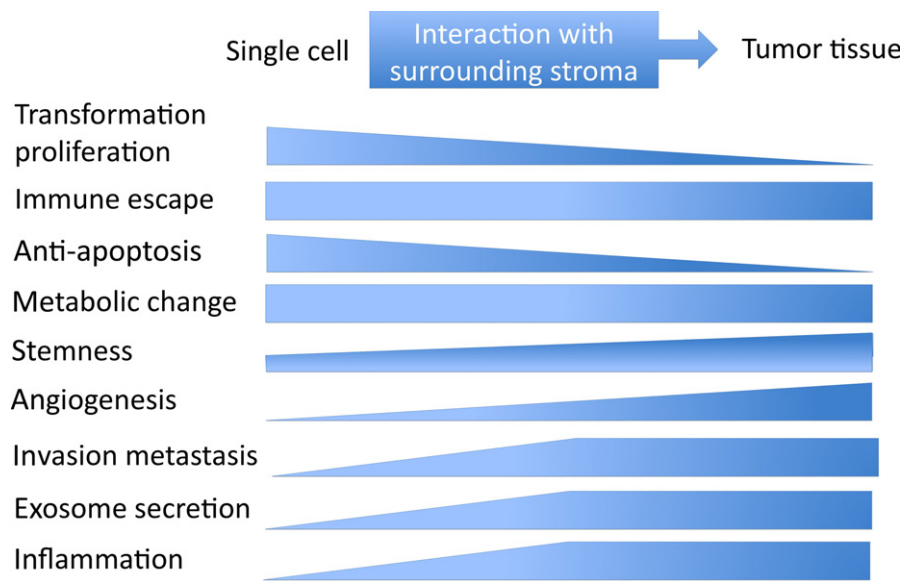 Single cell
Interaction with
surrounding stroma
Tumor tissue
Transformation
proliferation
Immune escape
Anti-apoptosis
Metabolic change
Stemness
Angiogenesis
Invasion metastasis
Exosome secretion
Inflammation